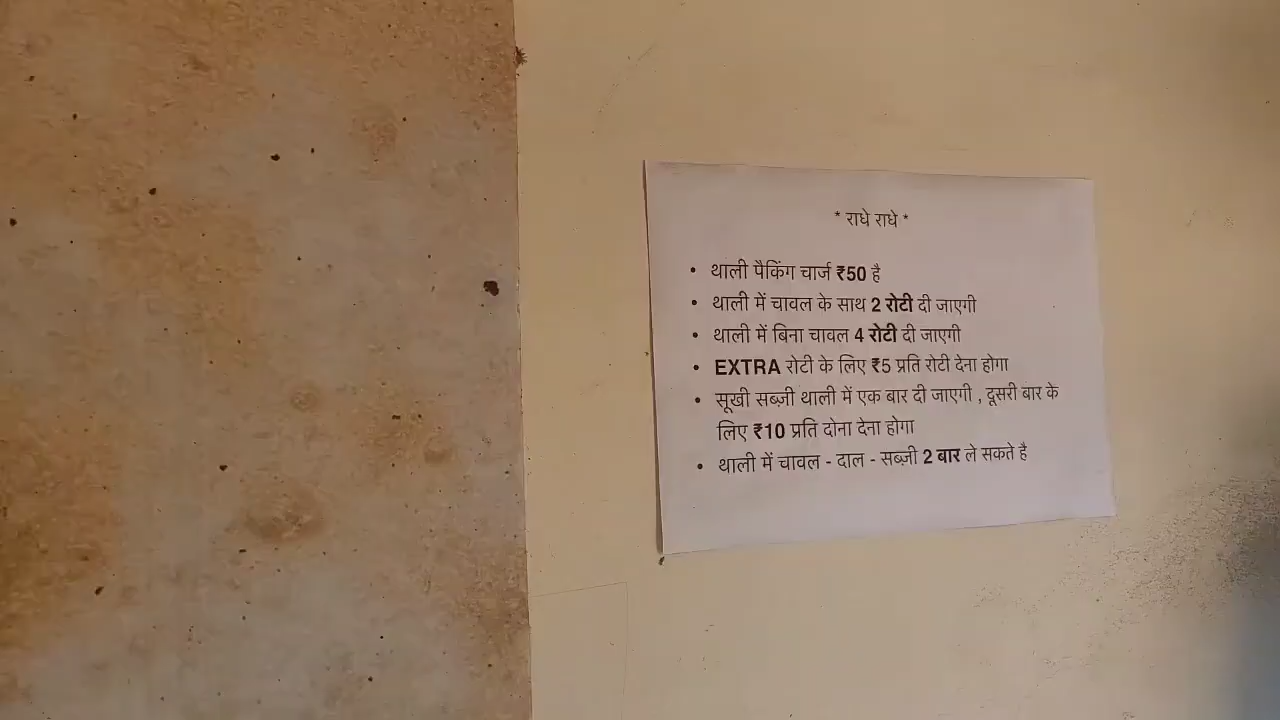 * राधे राधे *
• थाली पैकिंग चार्ज ₹50 है
• थाली में चावल के साथ 2 रोटी दी जाएगी
• थाली में बिना चावल 4 रोटी दी जाएगी
• EXTRA रोटी के लिए ₹5 प्रति रोटी देना होगा
• सूखी सब्ज़ी थाली में एक बार दी जाएगी , दूसरी बार के
लिए ₹10 प्रति दोना देना होगा
• थाली में चावल - दाल - सब्ज़ी 2 बार ले सकते है